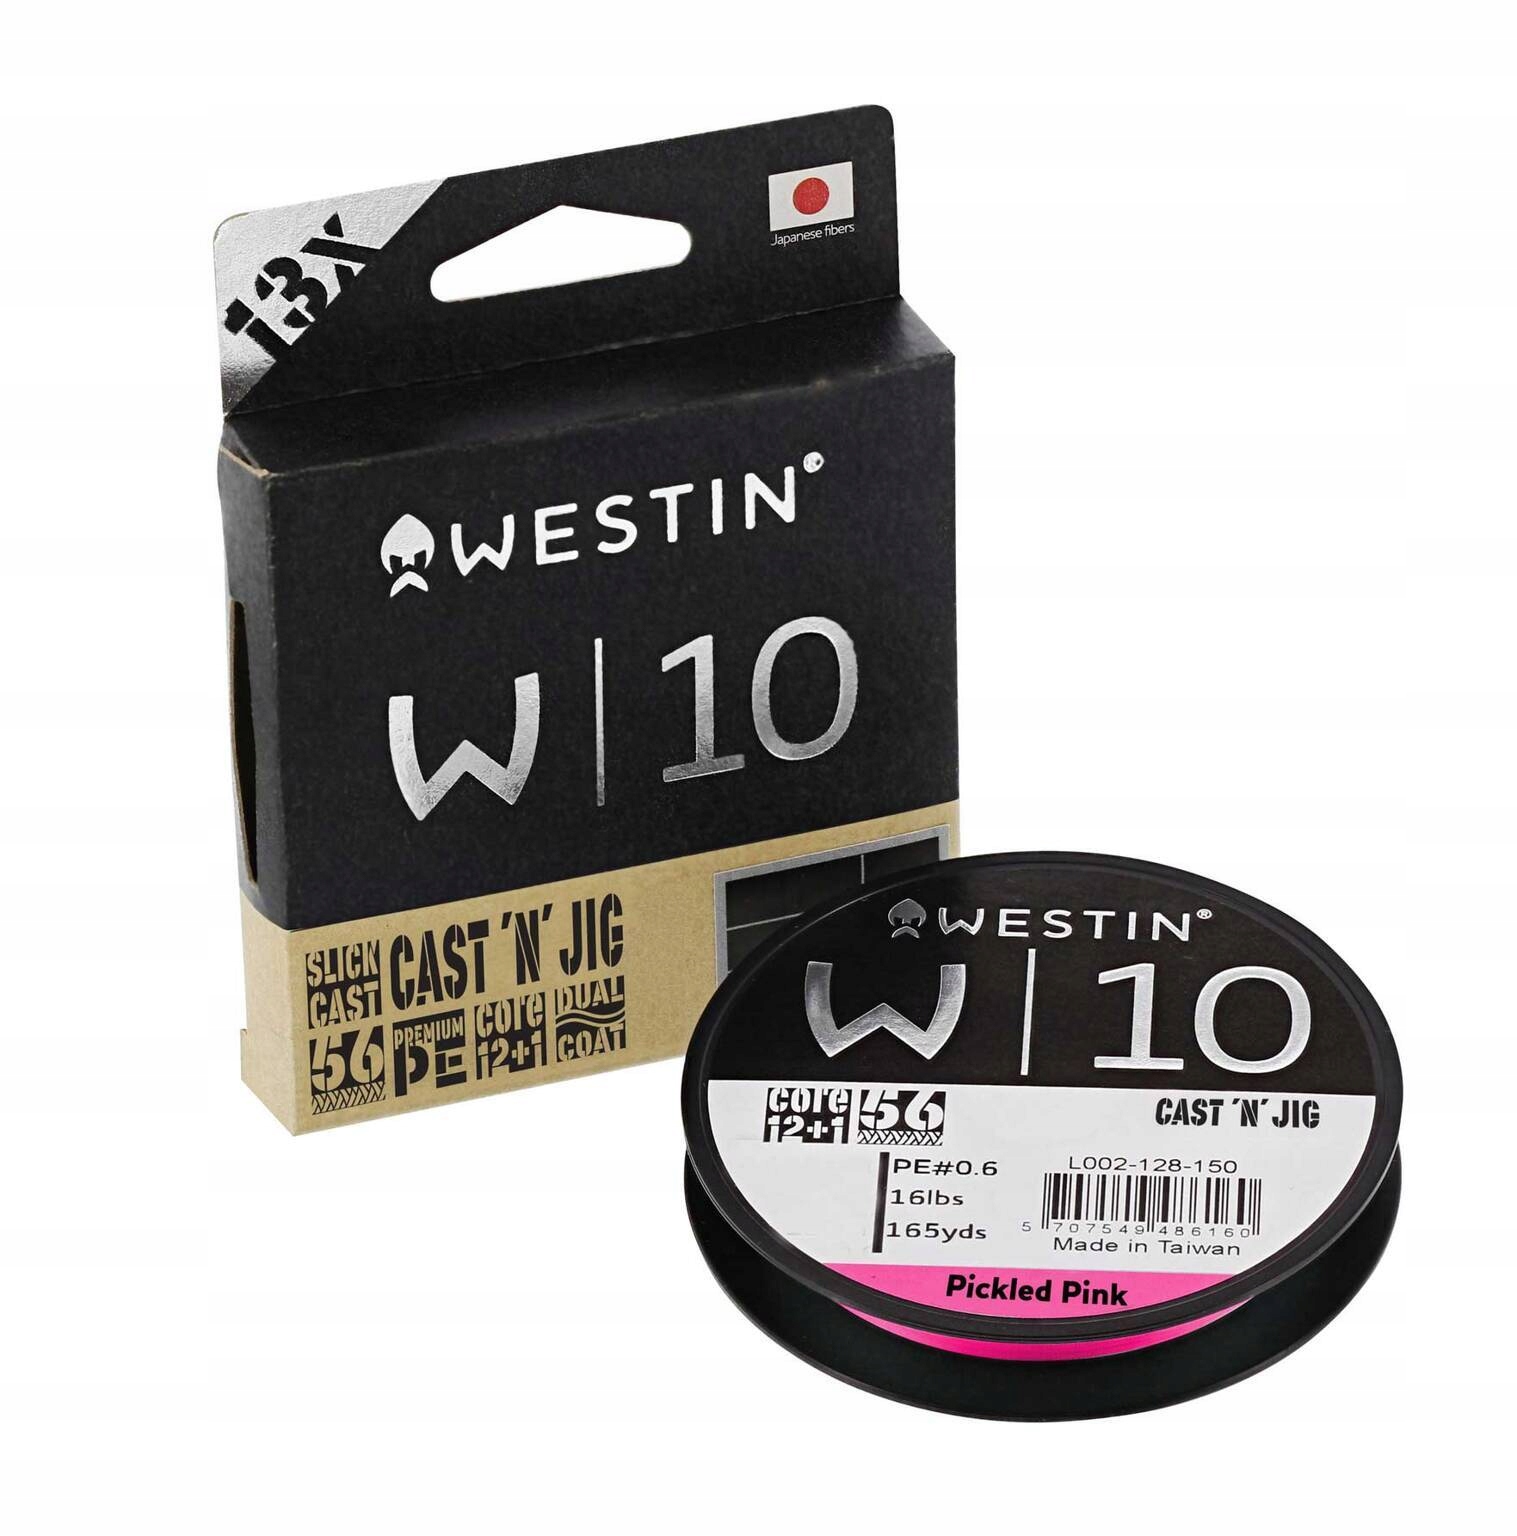 13X
Japanese fibers
WESTIN®
W|10
SLICK
CAST
CAST 'N' JIG
56
PREMIUM
PE
CORE
12+1
DUAL
COAT
WESTIN®
W|10
CORE
12+1
56
CAST 'N' JIG
PE#0.6
16lbs
165yds
L002-128-150
5 707549 486160
Made in Taiwan
Pickled Pink